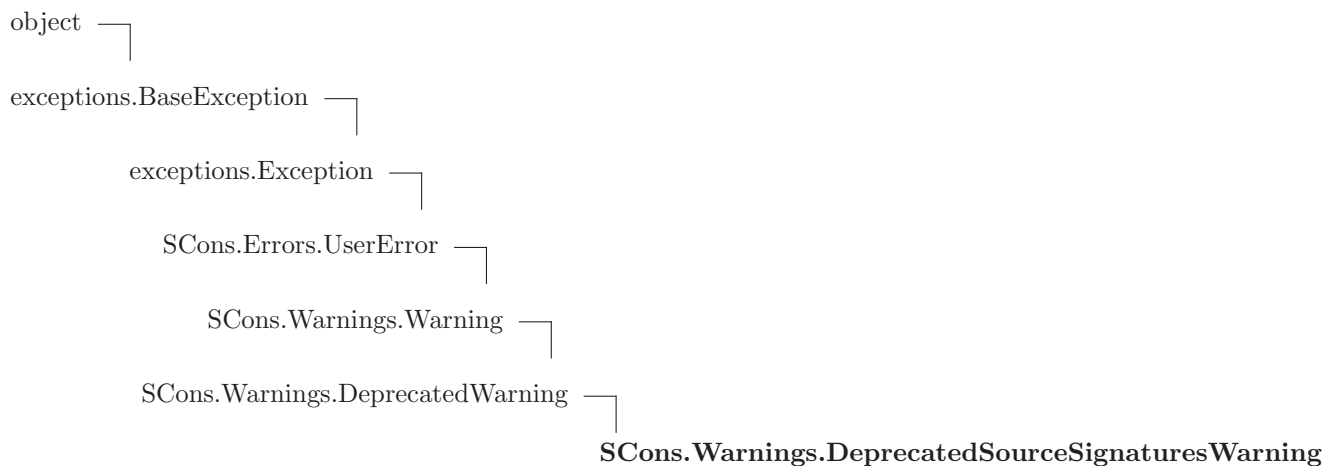 object
exceptions.BaseException
exceptions.Exception
SCons.Errors.UserError
SCons.Warnings.Warning
SCons.Warnings.DeprecatedWarning
SCons.Warnings.DeprecatedSourceSignaturesWarning